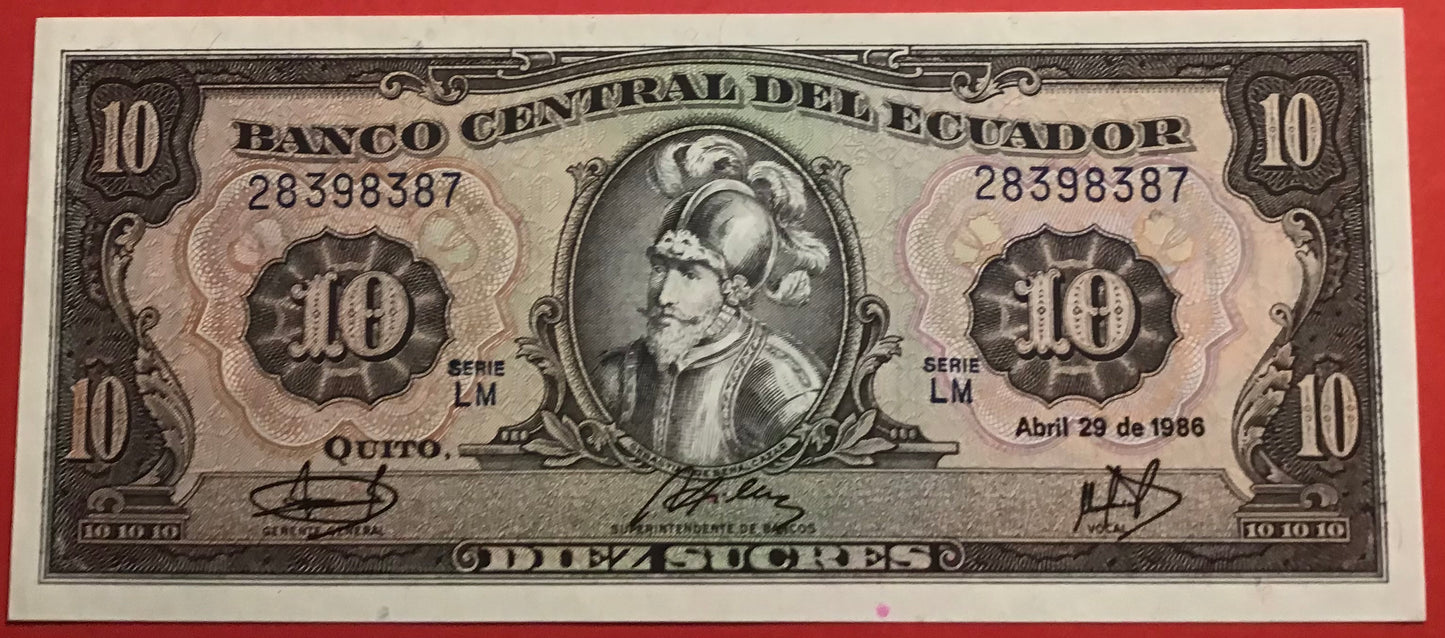 10 10
BANCO CENTRAL DEL ECUADOR
28398387 28398387
10 10
SERIE LM SERIE LM
10 10
Abril 29 de 1986
QUITO,
GERENTE GENERAL SUPERINTENDENTE DE BANCOS VOCAL
10 10 10 10 10 10
DIEZ SUCRES